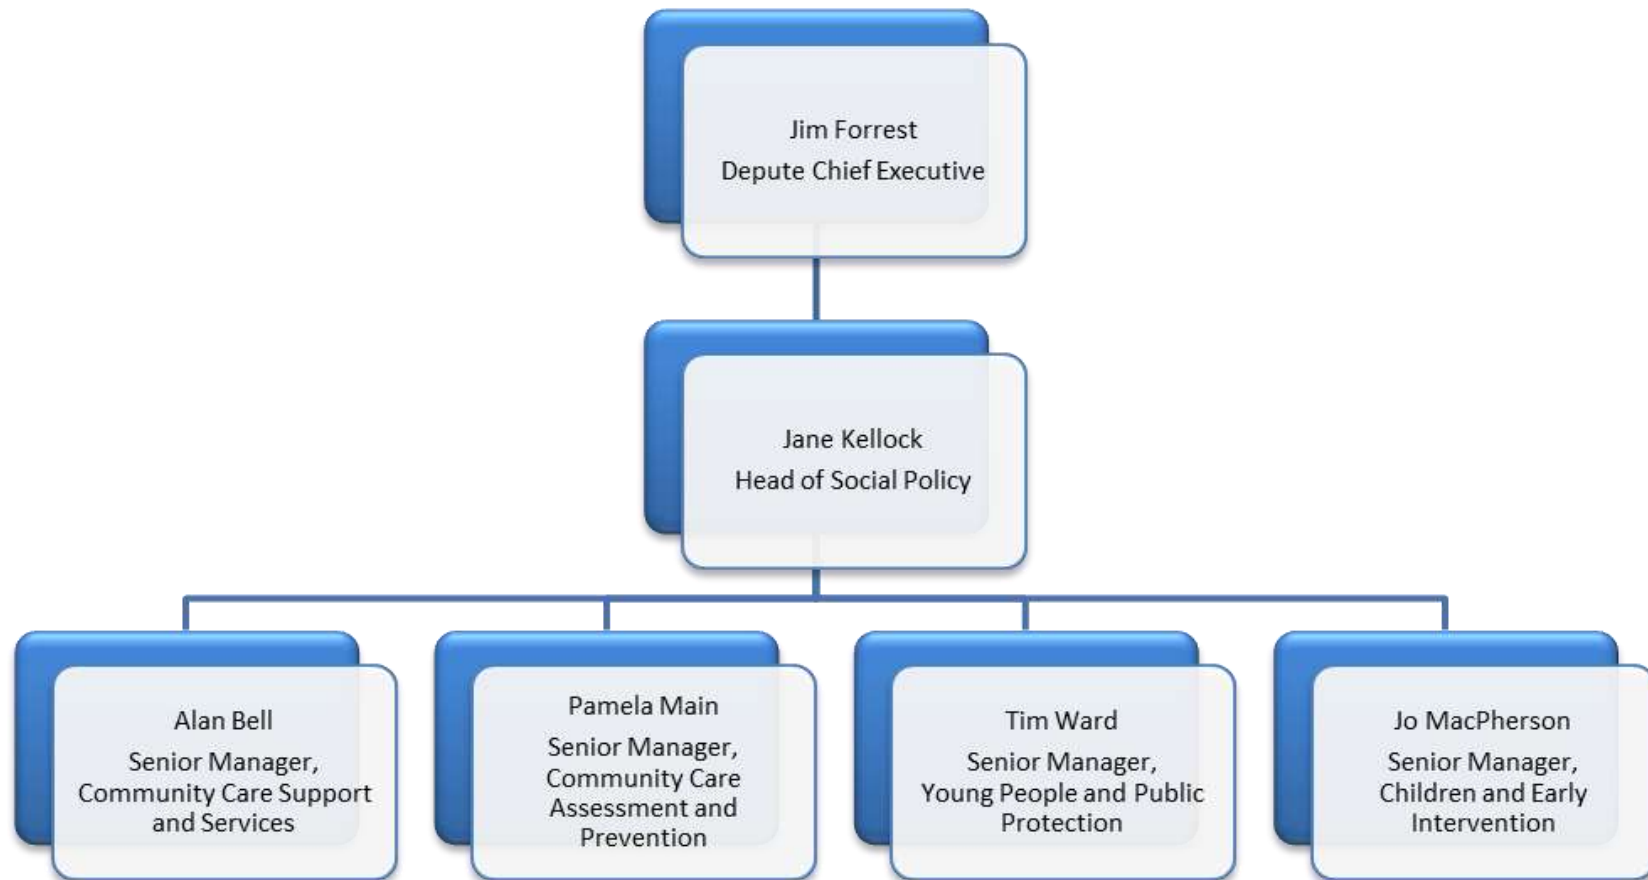 Jim Forrest
Depute Chief Executive
Jane Kellock
Head of Social Policy
Alan Bell
Senior Manager,
Community Care Support
and Services
Pamela Main
Senior Manager,
Community Care
Assessment and
Prevention
Tim Ward
Senior Manager,
Young People and Public
Protection
Jo MacPherson
Senior Manager,
Children and Early
Intervention